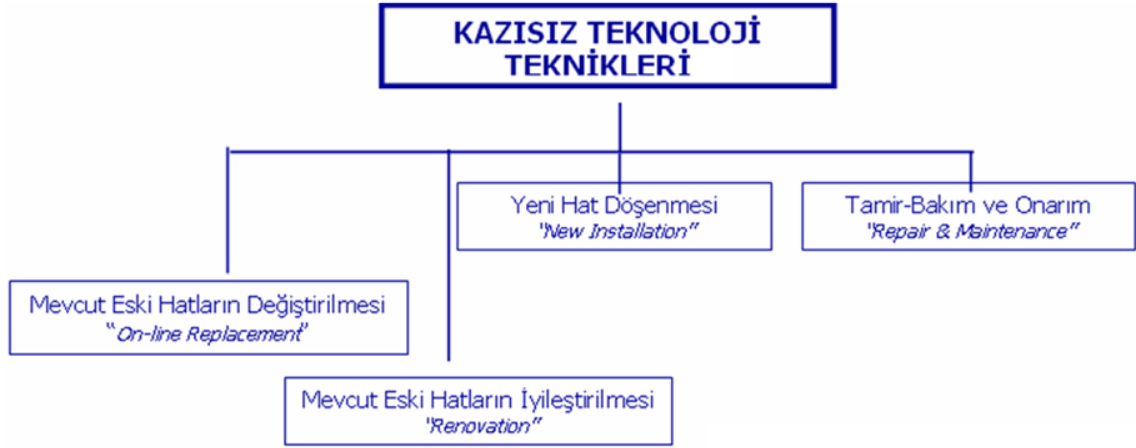 KAZISIZ TEKNOLOJİ
TEKNİKLERİ
Yeni Hat Döşenmesi
"New Installation"
Tamir-Bakım ve Onarım
"Repair & Maintenance"
Mevcut Eski Hatların Değiştirilmesi
"On-line Replacement"
Mevcut Eski Hatların İyileştirilmesi
"Renovation"